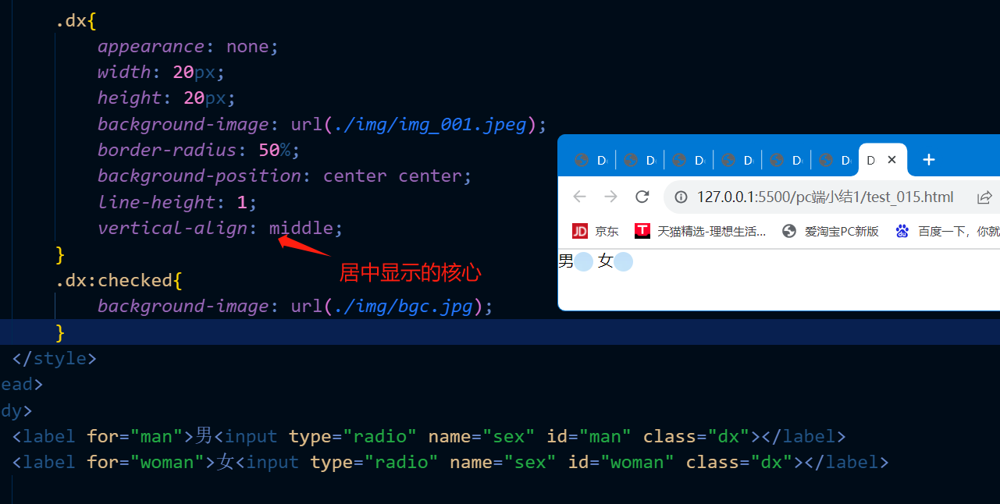 .dx{
appearance: none;
width: 20px;
height: 20px;
background-image: url(./img/img_001.jpeg);
border-radius: 50%;
background-position: center center;
line-height: 1;
vertical-align: middle;
}
居中显示的核心
.dx:checked{
background-image: url(./img/bgc.jpg);
}
</style>
ead>
dy>
<label for="man">男<input type="radio" name="sex" id="man" class="dx"></label>
<label for="woman">女<input type="radio" name="sex" id="woman" class="dx"></label>
D D D D D D D
127.0.0.1:5500/pc端小结1/test_015.html
JD 京东 T 天猫精选-理想生活... 爱淘宝PC新版 百度一下，你就
男 女